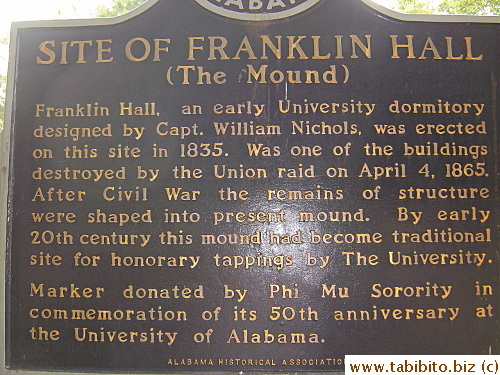 SITE OF FRANKLIN HALL
(The Mound)
Franklin Hall, an early University dormitory
designed by Capt. William Nichols, was erected
on this site in 1835. Was one of the buildings
destroyed by the Union raid on April 4, 1865.
After Civil War the remains of structure
were shaped into present mound. By early
20th century this mound had become traditional
site for honorary tappings by The University.
Marker donated by Phi Mu Sorority in
commemoration of its 50th anniversary at
the University of Alabama.
ALABAMA HISTORICAL ASSOCIATION
www.tabibito.biz (c)